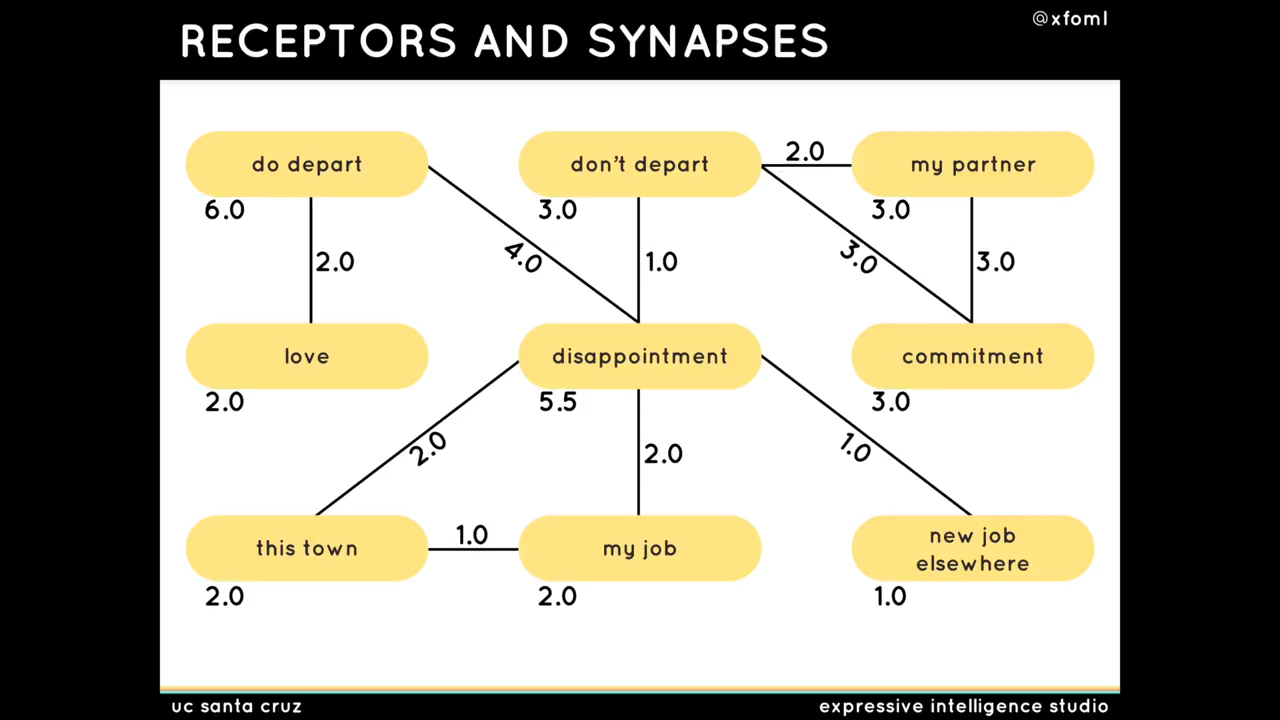 @xfoml
RECEPTORS AND SYNAPSES
do depart
don't depart
2.0
my partner
6.0
3.0
3.0
2.0
4.0
1.0
3.0
3.0
love
disappointment
commitment
2.0
5.5
3.0
2.0
2.0
1.0
this town
1.0
my job
new job
elsewhere
2.0
2.0
1.0
uc santa cruz
expressive intelligence studio